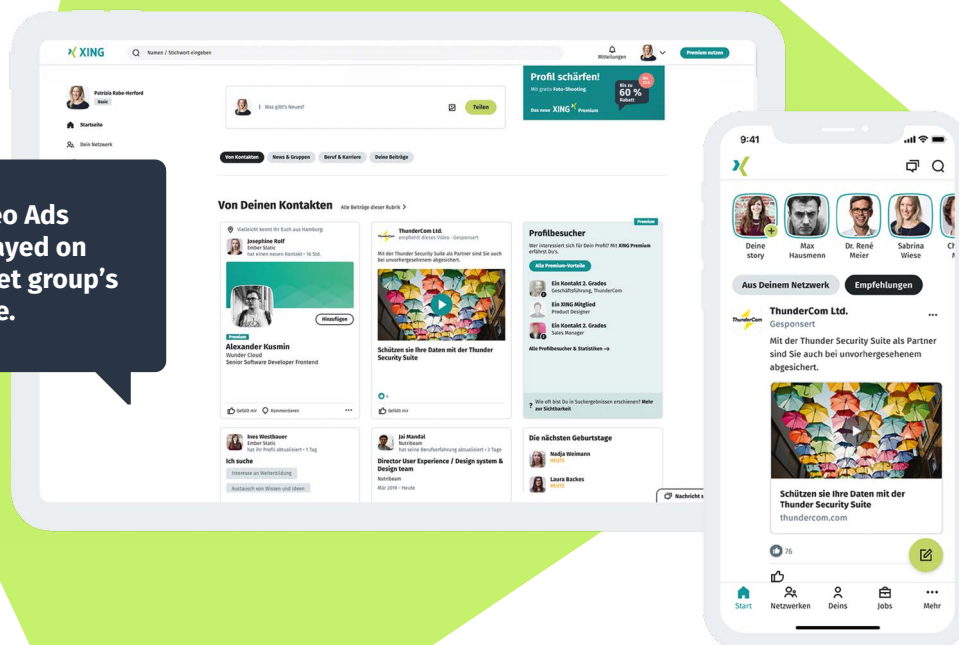 XING
Namen / Stichwort eingeben
Mitteilungen
Premium nutzen
Patrizia Rabe-Herford
Basic
Startseite
Dein Netzwerk
Was gibt's Neues?
Teilen
Profil schärfen!
Mit gratis Foto-Shooting
Das neue XING Premium
Bis zu
60 %
Rabatt
Von Kontakten
News & Gruppen
Beruf & Karriere
Deine Beiträge
eo Ads
ayed on
et group's
e.
Von Deinen Kontakten
Alle Beiträge dieser Rubrik >
Vielleicht kennt Ihr Euch aus Hamburg
Josephine Rolf
Ember Static
hat einen neuen Kontakt • 16 Std.
Hinzufügen
Premium
Alexander Kusmin
Wunder Cloud
Senior Software Developer Frontend
Gefällt mir
Kommentieren
ThunderCom
ThunderCom Ltd.
empfiehlt dieses Video · Gesponsert
Mit der Thunder Security Suite als Partner sind Sie auch
bei unvorhergesehenem abgesichert.
Schützen sie Ihre Daten mit der Thunder
Security Suite
Gefällt mir
Premium
Profilbesucher
Wer interessiert sich für Dein Profil? Mit XING Premium
erfährst Du's.
Alle Premium-Vorteile
Ein Kontakt 2. Grades
Geschäftsführung, ThunderCom
Ein XING Mitglied
Product Designer
Ein Kontakt 2. Grades
Sales Manager
Alle Profilbesucher & Statistiken →
? Wie oft bist Du in Suchergebnissen erschienen? Mehr
zur Sichtbarkeit
Ines Westbauer
Ember Static
hat ihr Profil aktualisiert • 1 Tag
Ich suche
Interesse an Weiterbildung
Austausch von Wissen und Ideen
Jai Mandal
Nutribeam
hat seine Berufserfahrung aktualisiert • 3 Tage
Director User Experience / Design system &
Design team
Nutribeam
Mär 2019 - Heute
Die nächsten Geburtstage
Nadja Weimann
HEUTE
Laura Backes
HEUTE
Nachricht s
9:41
Deine
story
Max
Hausmenn
Dr. René
Meier
Sabrina
Wiese
Aus Deinem Netzwerk
Empfehlungen
ThunderCom
ThunderCom Ltd.
Gesponsert
Mit der Thunder Security Suite als Partner
sind Sie auch bei unvorhergesehenem
abgesichert.
Schützen sie Ihre Daten mit der
Thunder Security Suite
thundercom.com
76
Start
Netzwerken
Deins
Jobs
Mehr